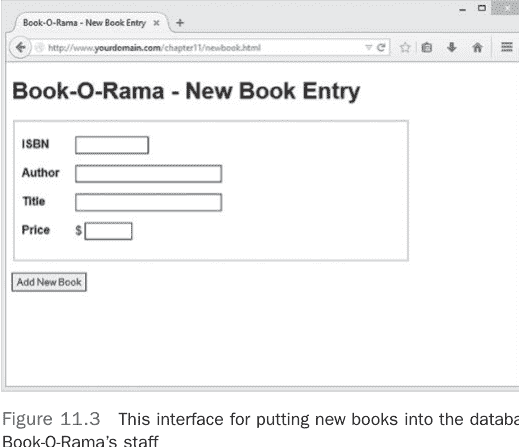 Book-O-Rama - New Book Entry
http://www.yourdomain.com/chapter11/newbook.html
Book-O-Rama - New Book Entry
ISBN
Author
Title
Price $
Add New Book
Figure 11.3 This interface for putting new books into the databa
Book-O-Rama's staff